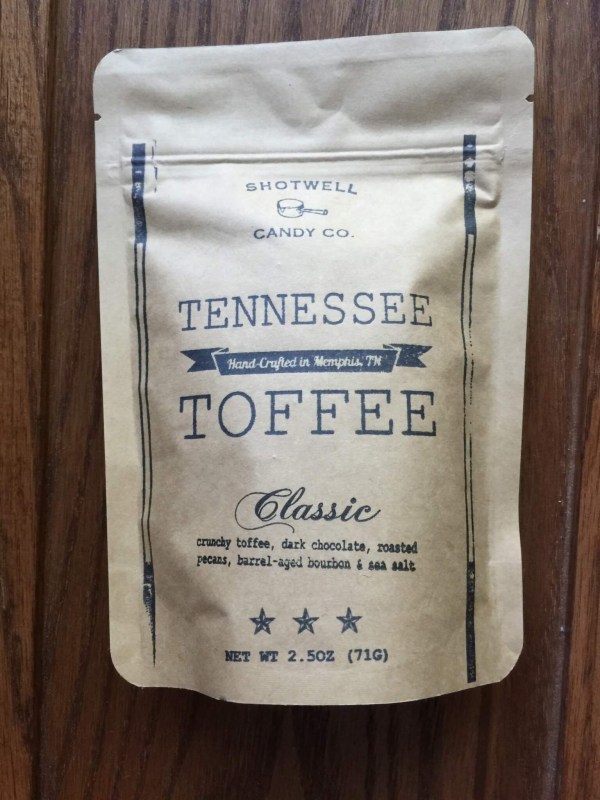 SHOTWELL
CANDY CO.
TENNESSEE
Hand-Crafted in Memphis, TN
TOFFEE
Classic
crunchy toffee, dark chocolate, roasted
pecans, barrel-aged bourbon & sea salt
NET WT 2.5OZ (71G)